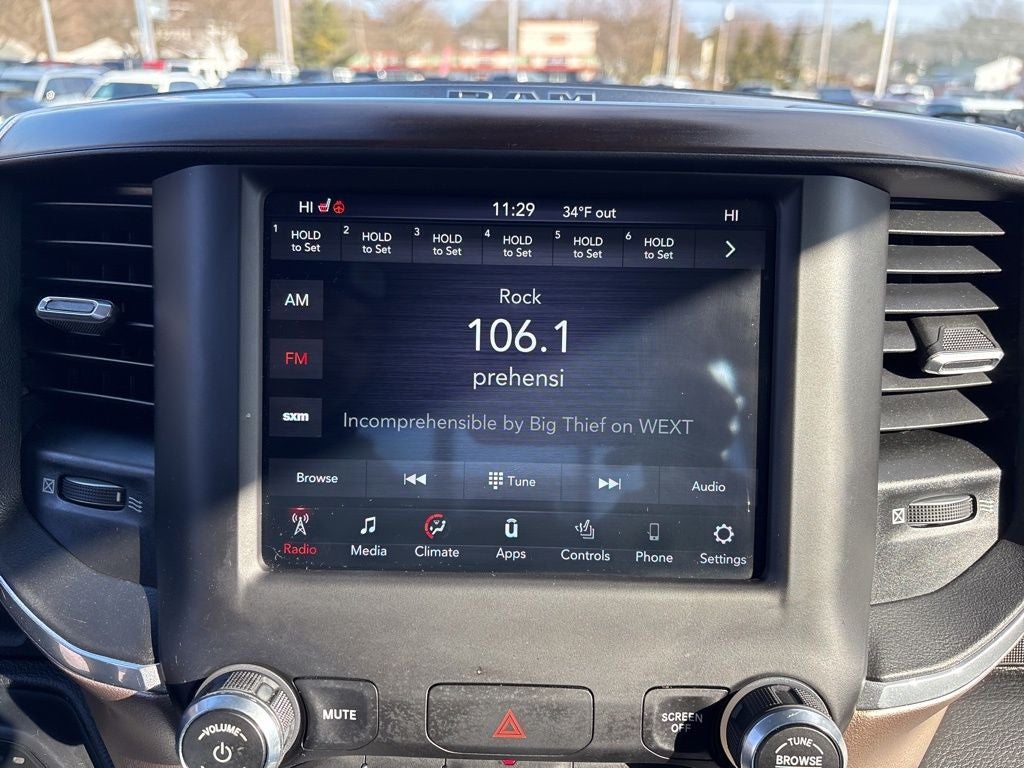 RAM
HI 11:29 34°F out HI
1 HOLD to Set 2 HOLD to Set 3 HOLD to Set 4 HOLD to Set 5 HOLD to Set 6 HOLD to Set
AM
Rock
106.1
FM
prehensi
sxm
Incomprehensible by Big Thief on WEXT
Browse Tune Audio
Radio Media Climate Apps Controls Phone Settings
VOLUME
MUTE
SCREEN
OFF
TUNE
BROWSE